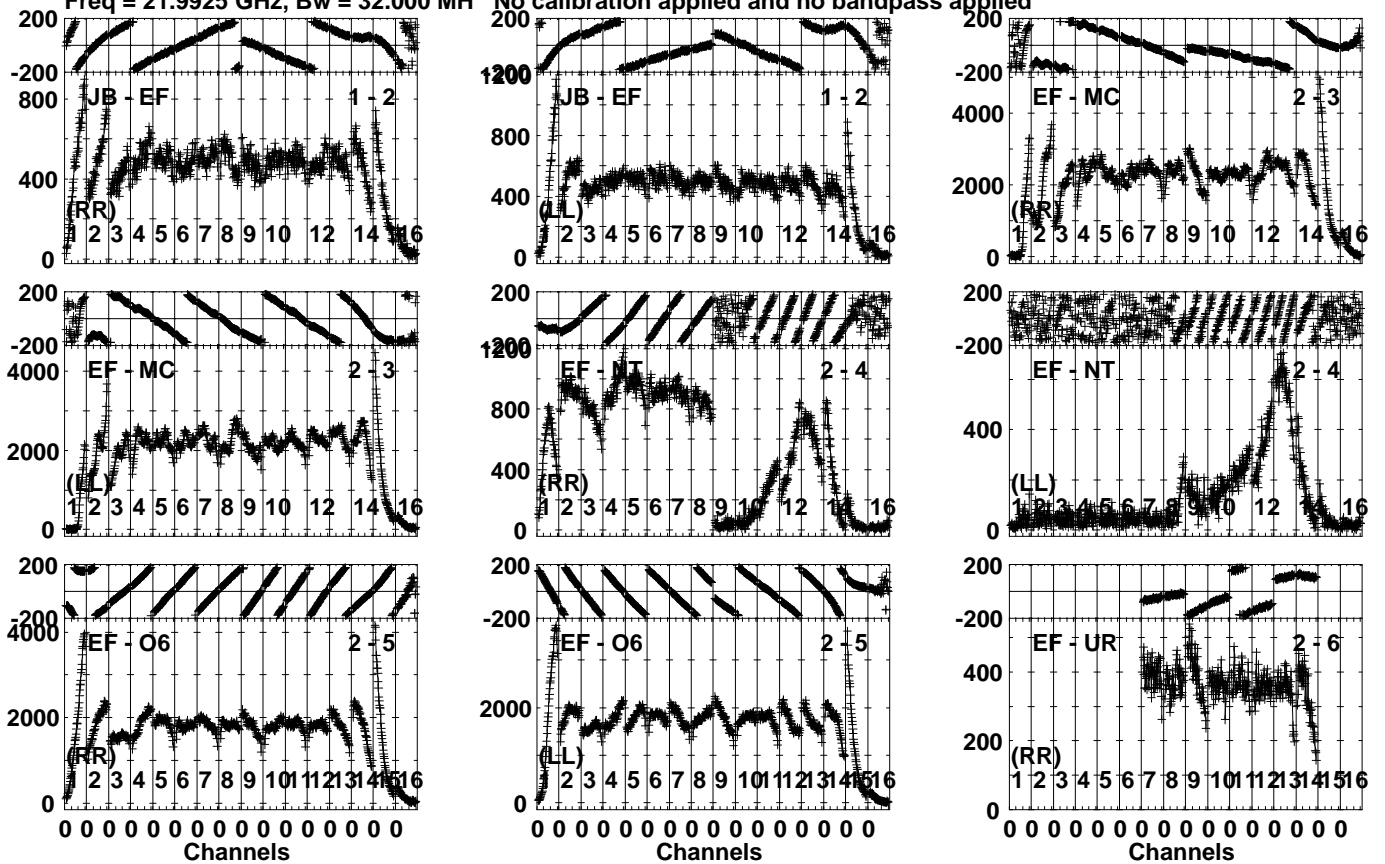 Freq = 21.9925 GHz, Bw = 32.000 MH No calibration applied and no bandpass applied
200 200 200
-200 -200 -200
800 JB - EF 1 - 2
1200 800 JB - EF 1 - 2
4000 EF - MC 2 - 3
400 400 2000
(RR) (LL) (RR)
1 2 3 4 5 6 7 8 9 10 12 14 16
2 3 4 5 6 7 8 9 10 12 14 16
1 2 3 4 5 6 7 8 9 10 12 14 16
0 0 0
200 200 200
-200 -200 -200
4000 EF - MC 2 - 3
1200 EF - NT 2 - 4
EF - NT 2 - 4
2000 800 400 400
(LL) (RR) (LL)
1 2 3 4 5 6 7 8 9 10 12 14 16
1 2 3 4 5 6 7 8 9 10 12 14 16
1 2 3 4 5 6 7 8 9 10 12 14 16
0 0 0
200 200 200
-200 -200 -200
4000 EF - O6 2 - 5
EF - O6 2 - 5
EF - UR 2 - 6
2000 2000 400 200
(RR) (LL) (RR)
1 2 3 4 5 6 7 8 9 10 11 12 13 14 15 16
2 3 4 5 6 7 8 9 10 11 12 13 14 15 16
1 2 3 4 5 6 7 8 9 10 11 12 13 14 15 16
0 0 0
0 0 0 0 0 0 0 0 0 0 0 0 0 0 0 0
0 0 0 0 0 0 0 0 0 0 0 0 0 0 0 0
0 0 0 0 0 0 0 0 0 0 0 0 0 0 0 0
Channels Channels Channels